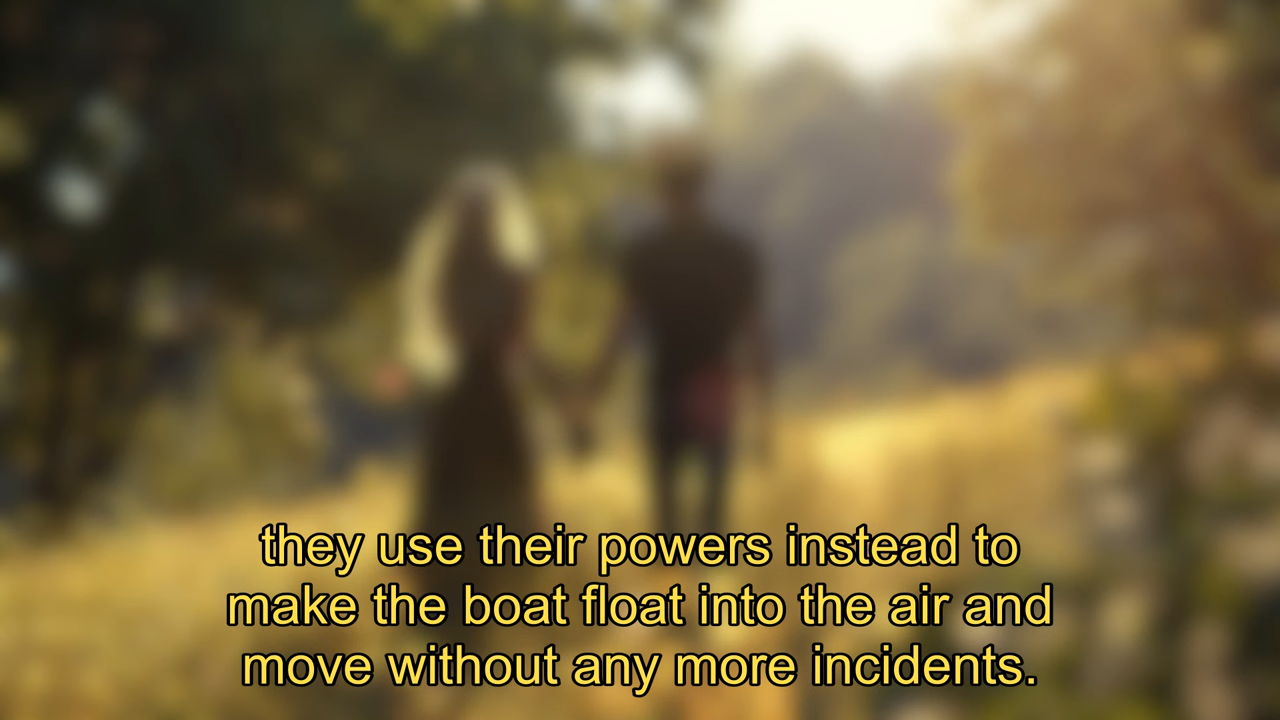 they use their powers instead to
make the boat float into the air and
move without any more incidents.